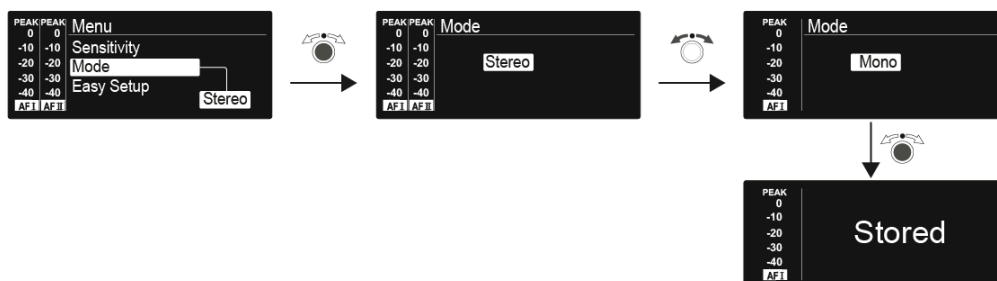 PEAK PEAK Menu
0 0
-10 -10 Sensitivity
-20 -20 Mode
-30 -30
-40 -40 Easy Setup
Stereo
AF I AF II
PEAK PEAK Mode
0 0
-10 -10
-20 -20 Stereo
-30 -30
-40 -40
AF I AF II
PEAK Mode
0
-10
-20 Mono
-30
-40
AF I
PEAK
0
-10
-20 Stored
-30
-40
AF I